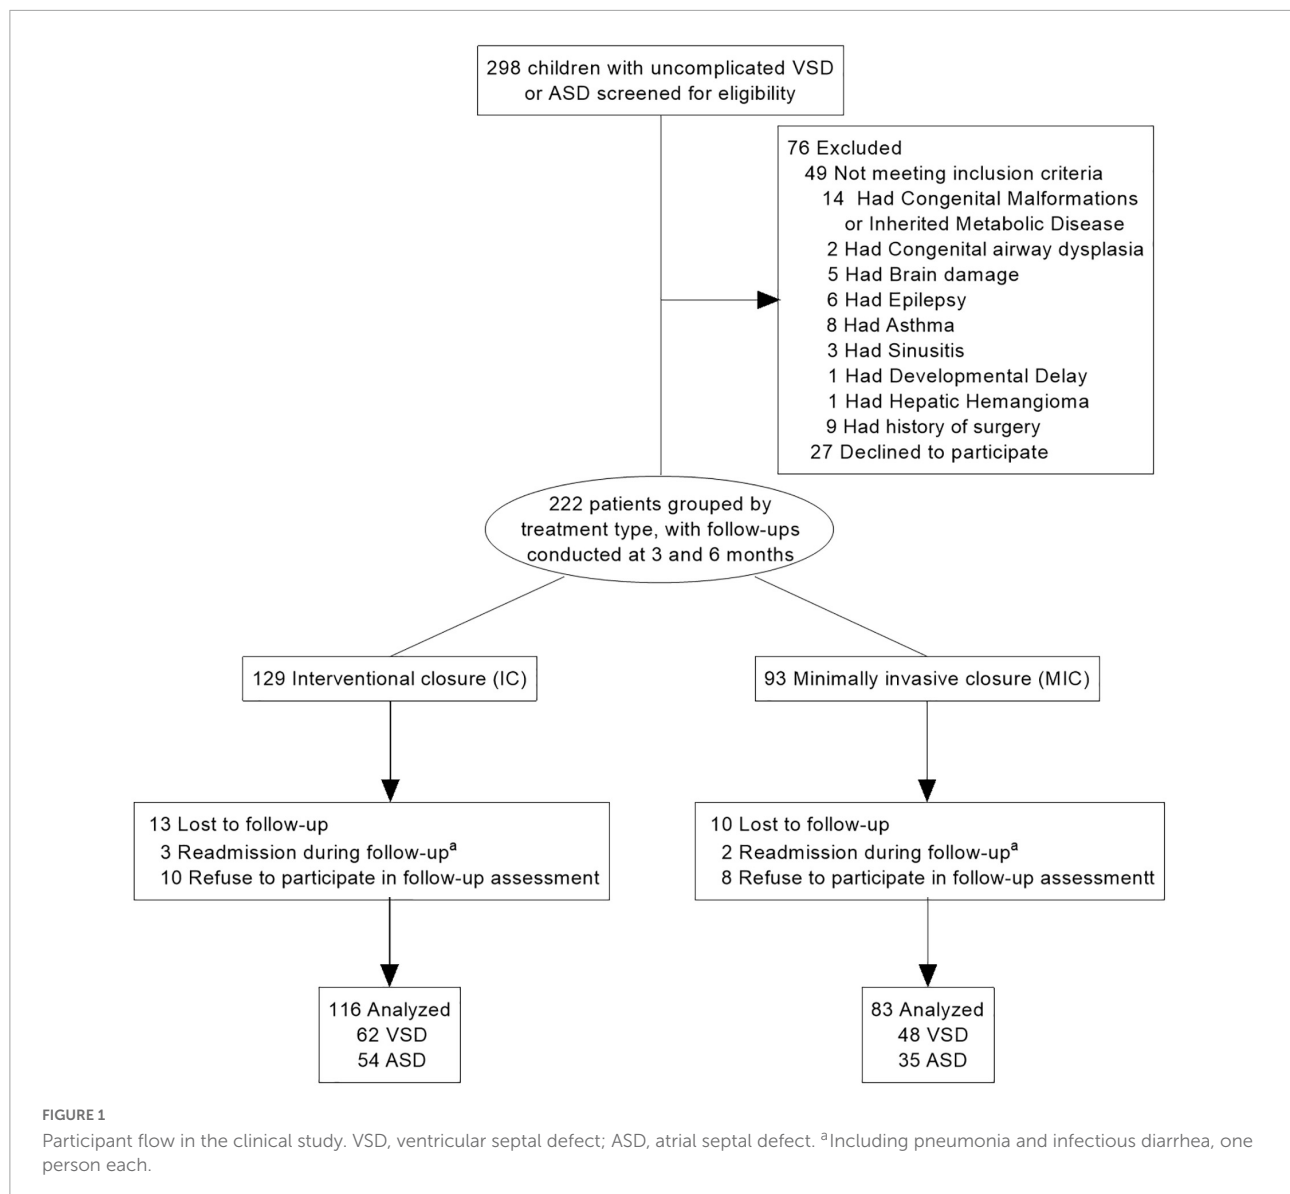 298 children with uncomplicated VSD
or ASD screened for eligibility
76 Excluded
49 Not meeting inclusion criteria
14 Had Congenital Malformations
or Inherited Metabolic Disease
2 Had Congenital airway dysplasia
5 Had Brain damage
6 Had Epilepsy
8 Had Asthma
3 Had Sinusitis
1 Had Developmental Delay
1 Had Hepatic Hemangioma
9 Had history of surgery
27 Declined to participate
222 patients grouped by
treatment type, with follow-ups
conducted at 3 and 6 months
129 Interventional closure (IC)
93 Minimally invasive closure (MIC)
13 Lost to follow-up
3 Readmission during follow-upᵃ
10 Refuse to participate in follow-up assessment
10 Lost to follow-up
2 Readmission during follow-upᵃ
8 Refuse to participate in follow-up assessmentt
116 Analyzed
62 VSD
54 ASD
83 Analyzed
48 VSD
35 ASD
FIGURE 1
Participant flow in the clinical study. VSD, ventricular septal defect; ASD, atrial septal defect. ᵃIncluding pneumonia and infectious diarrhea, one
person each.